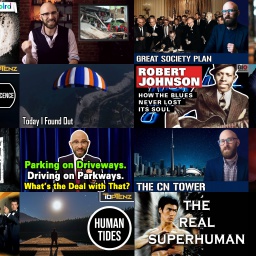 GREAT SOCIETY PLAN
Today I Found Out
ROBERT
JOHNSON
HOW THE BLUES
NEVER LOST
ITS SOUL
Parking on Driveways.
Driving on Parkways.
What's the Deal with That?
THE CN TOWER
TOPTENZ
HUMAN
TIDES
THE
REAL
SUPERHUMAN